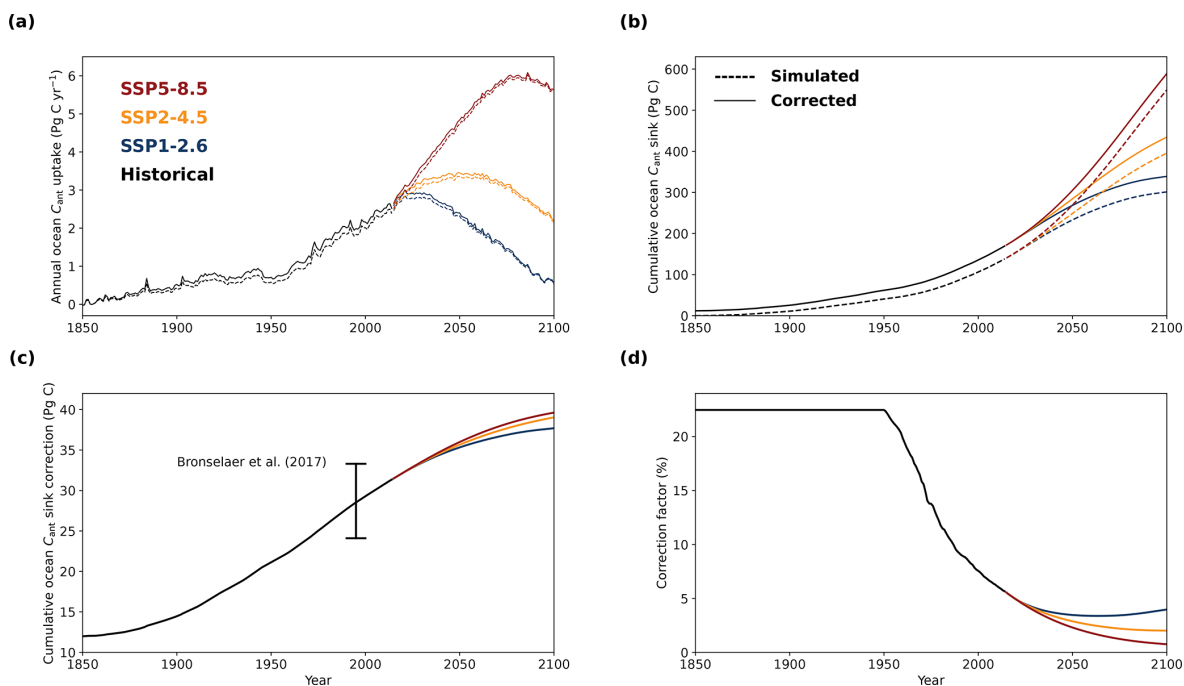 (a)
Annual ocean Cant uptake (Pg C yr−1)
6
5
4
3
2
1
0
SSP5-8.5
SSP2-4.5
SSP1-2.6
Historical
1850 1900 1950 2000 2050 2100
(b)
Cumulative ocean Cant sink (Pg C)
600
500
400
300
200
100
0
Simulated
Corrected
1850 1900 1950 2000 2050 2100
(c)
Cumulative ocean Cant sink correction (Pg C)
40
35
30
25
20
15
10
Bronselaer et al. (2017)
1850 1900 1950 2000 2050 2100
Year
(d)
Correction factor (%)
20
15
10
5
0
1850 1900 1950 2000 2050 2100
Year